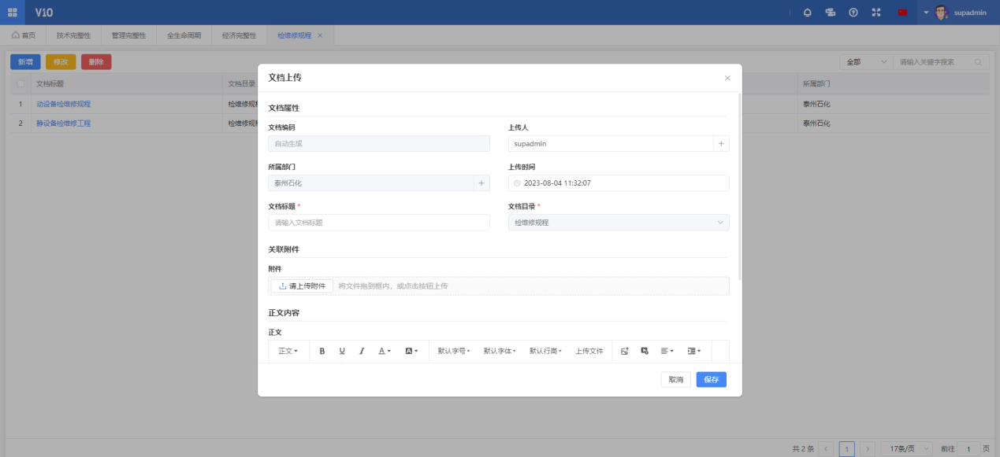 V10
supadmin
首页 技术完整性 管理完整性 全生命周期 经济完整性 检维修规程 ×
新增 修改 删除 全部 请输入关键字搜索
文档标题 文档目录 所属部门
1 动设备检维修规程 检维修规程 泰州石化
2 静设备检维修工程 检维修规程 泰州石化
文档上传
文档属性
文档编码 上传人
自动生成 supadmin
所属部门 上传时间
泰州石化 2023-08-04 11:32:07
文档标题 * 文档目录 *
请输入文档标题 检维修规程
关联附件
附件
请上传附件 将文件拖到框内，或点击按钮上传
正文内容
正文
正文 B U I A A 默认字号 默认字体 默认行高 上传文件
取消 保存
共 2 条 < 1 > 17条/页 前往 1 页